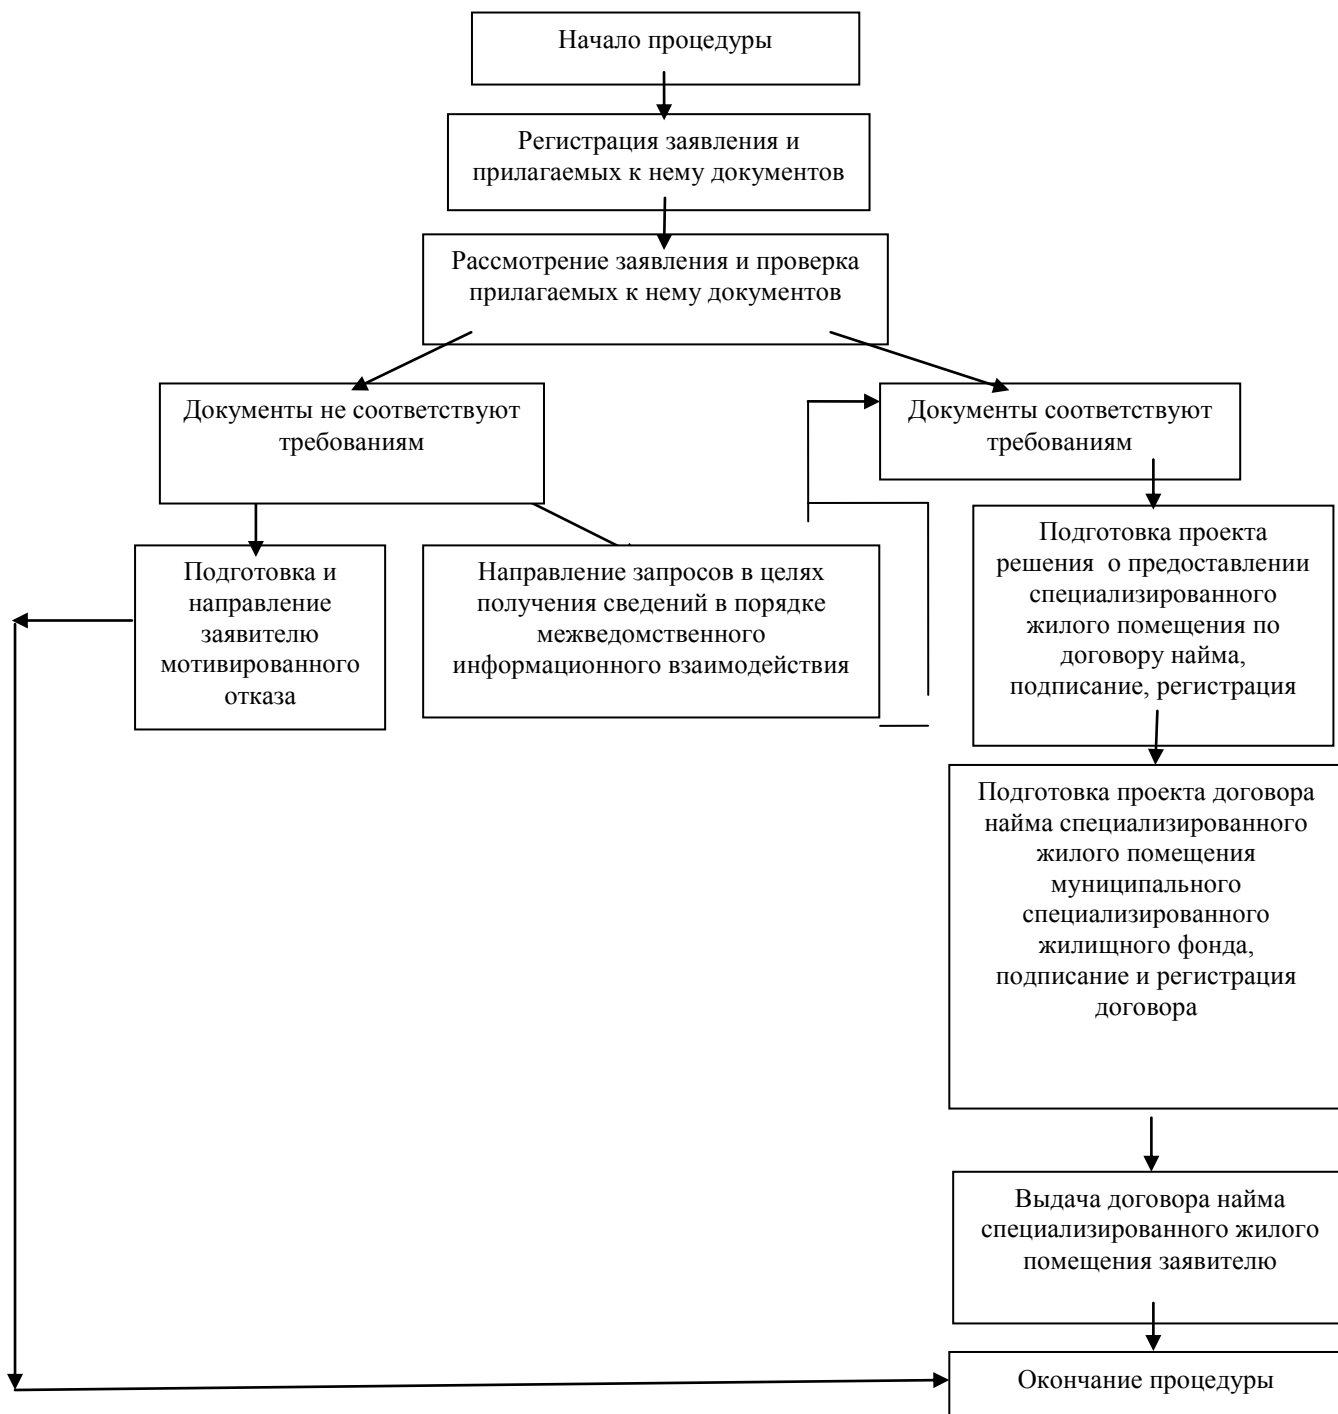 Начало процедуры
Регистрация заявления и
прилагаемых к нему документов
Рассмотрение заявления и проверка
прилагаемых к нему документов
Документы не соответствуют
требованиям
Документы соответствуют
требованиям
Подготовка и
направление
заявителю
мотивированного
отказа
Направление запросов в целях
получения сведений в порядке
межведомственного
информационного взаимодействия
Подготовка проекта
решения о предоставлении
специализированного
жилого помещения по
договору найма,
подписание, регистрация
Подготовка проекта договора
найма специализированного
жилого помещения
муниципального
специализированного
жилищного фонда,
подписание и регистрация
договора
Выдача договора найма
специализированного жилого
помещения заявителю
Окончание процедуры